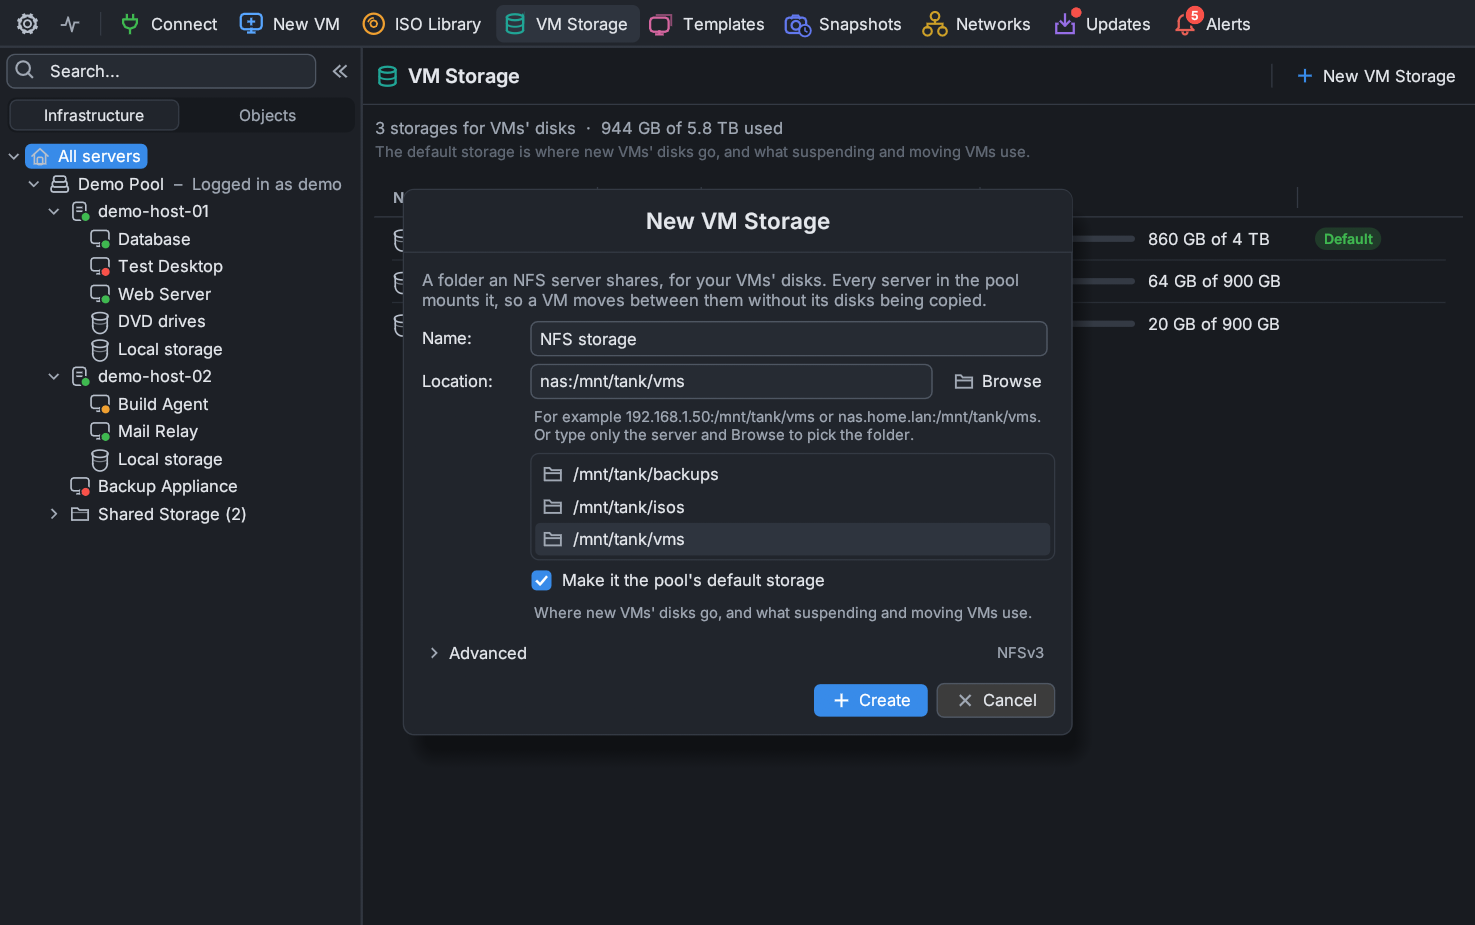 Connect
New VM
ISO Library
VM Storage
Templates
Snapshots
Networks
Updates
5
Alerts
Search...
Infrastructure
Objects
All servers
Demo Pool – Logged in as demo
demo-host-01
Database
Test Desktop
Web Server
DVD drives
Local storage
demo-host-02
Build Agent
Mail Relay
Local storage
Backup Appliance
Shared Storage (2)
VM Storage
New VM Storage
3 storages for VMs' disks · 944 GB of 5.8 TB used
The default storage is where new VMs' disks go, and what suspending and moving VMs use.
860 GB of 4 TB
Default
64 GB of 900 GB
20 GB of 900 GB
New VM Storage
A folder an NFS server shares, for your VMs' disks. Every server in the pool
mounts it, so a VM moves between them without its disks being copied.
Name:
NFS storage
Location:
nas:/mnt/tank/vms
Browse
For example 192.168.1.50:/mnt/tank/vms or nas.home.lan:/mnt/tank/vms.
Or type only the server and Browse to pick the folder.
/mnt/tank/backups
/mnt/tank/isos
/mnt/tank/vms
Make it the pool's default storage
Where new VMs' disks go, and what suspending and moving VMs use.
Advanced
NFSv3
Create
Cancel